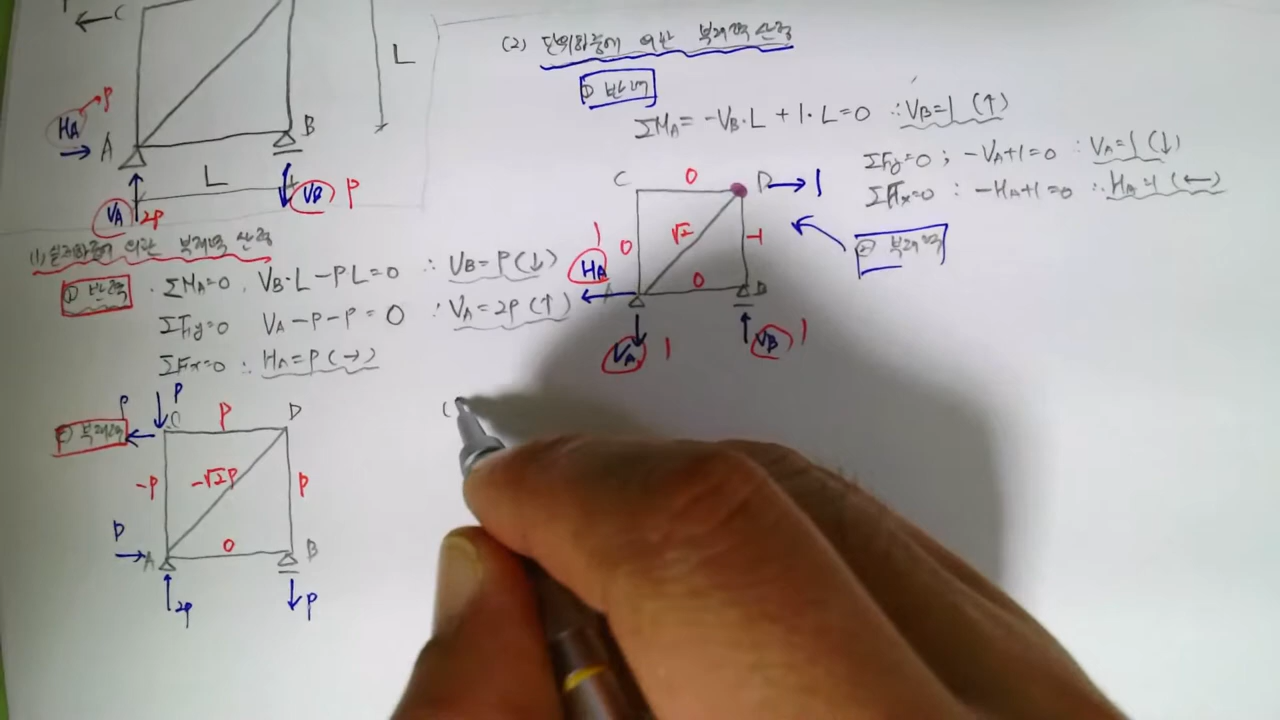 C
L
P
HA
A
B
L
VA
2P
VB
P
(1) 실제하중에 의한 부재력 산정
① 반력
ΣMA=0, VB·L-PL=0 ∴ VB=P(↓)
ΣFy=0 VA-P-P=0 ∴ VA=2P(↑)
ΣFx=0 ∴ HA=P(→)
② 부재력
P
P
C
P
D
-P
-√2P
P
P
A
0
B
2P
P
(2) 단위하중에 의한 부재력 산정
① 반력
ΣMA=-VB·L+1·L=0 ∴ VB=1(↑)
ΣFy=0; -VA+1=0 ∴ VA=1(↓)
ΣFx=0: -HA+1=0 ∴ HA=1(←)
② 부재력
C
0
D
1
1
0
√2
-1
HA
A
0
B
VA
1
VB
1
(